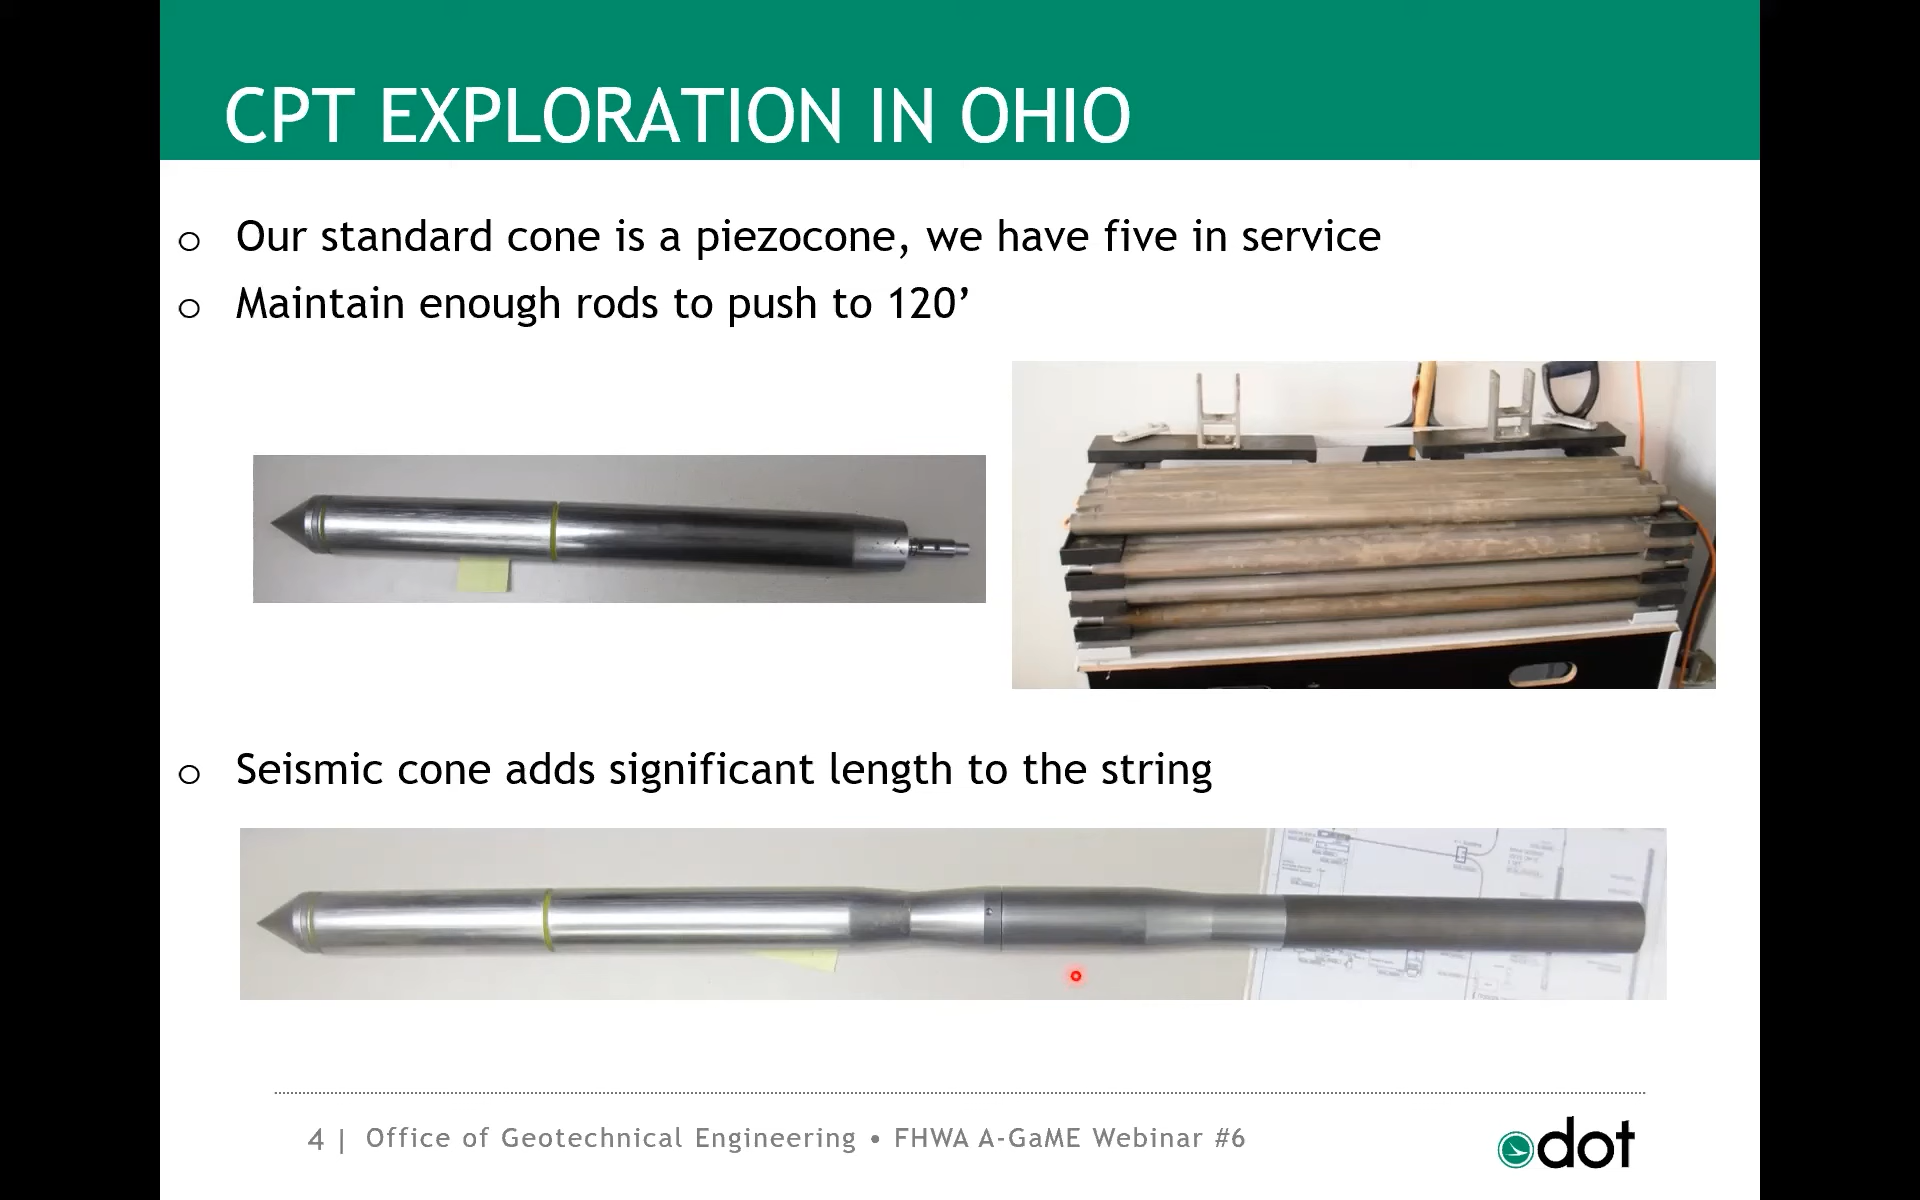 CPT EXPLORATION IN OHIO
o Our standard cone is a piezocone, we have five in service
o Maintain enough rods to push to 120’
o Seismic cone adds significant length to the string
4 | Office of Geotechnical Engineering • FHWA A-GaME Webinar #6
dot